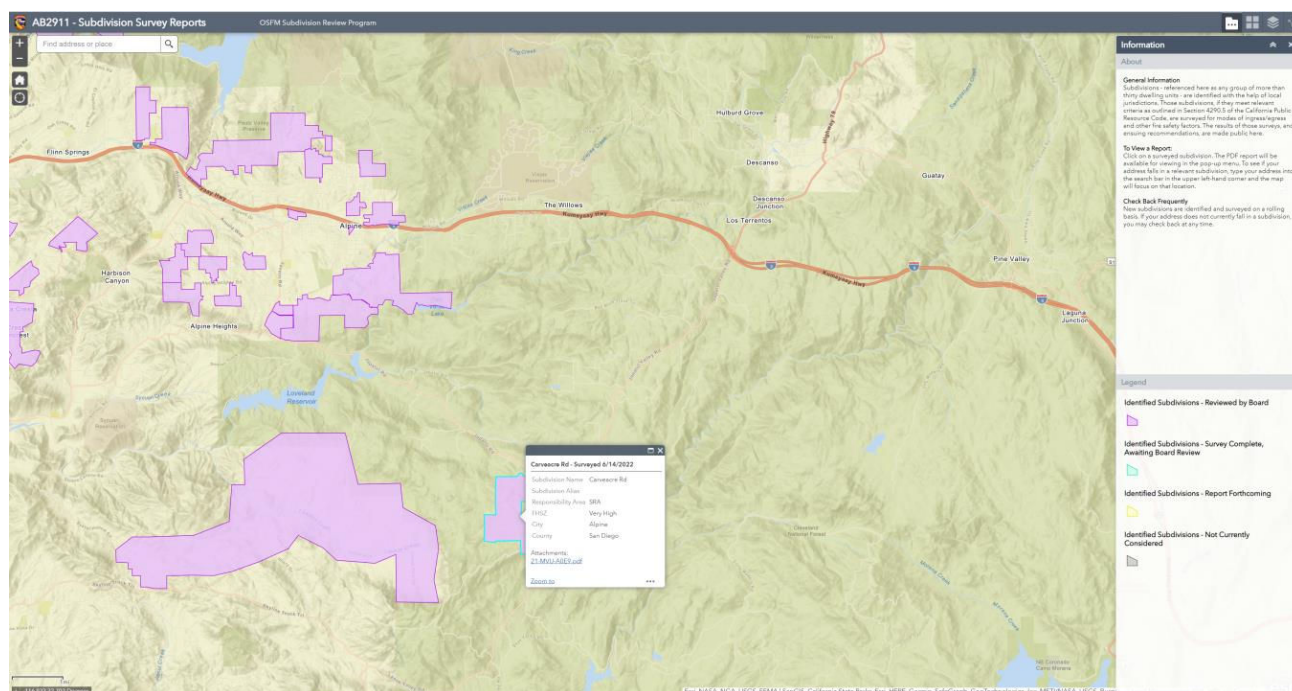 AB2911 - Subdivision Survey Reports
OSFM Subdivision Review Program
Find address or place
Information
About
General Information
Subdivisions - referenced here as any group of more than
thirty dwelling units - are identified with the help of local
jurisdictions. Those subdivisions, if they meet relevant
criteria as outlined in Section 4290.5 of the California Public
Resource Code, are surveyed for modes of ingress/egress
and other fire safety factors. The results of those surveys, and
ensuing recommendations, are made public here.
To View a Report:
Click on a surveyed subdivision. The PDF report will be
available for viewing in the pop-up menu. To see if your
address falls in a relevant subdivision, type your address into
the search bar in the upper left-hand corner and the map
will focus on that location.
Check Back Frequently
New subdivisions are identified and surveyed on a rolling
basis. If your address does not currently fall in a subdivision,
you may check back at any time.
Legend
Identified Subdivisions - Reviewed by Board
Identified Subdivisions - Survey Complete,
Awaiting Board Review
Identified Subdivisions - Report Forthcoming
Identified Subdivisions - Not Currently
Considered
Flinn Springs
Hulburd Grove
Highway 79
Descanso
Guatay
The Willows
Kumeyaay Hwy
Descanso
Junction
Los Terrentos
Alpine
Kumeyaay Hwy
Kumeyaay Hwy
Pine Valley
Harbison
Canyon
Alpine Heights
Laguna
Junction
Loveland
Reservoir
Cleveland
National Forest
Carveacre Rd - Surveyed 6/14/2022
Subdivision Name Carveacre Rd
Subdivision Alias
Responsibility Area SRA
FHSZ Very High
City Alpine
County San Diego
Attachments:
21-MVU-A0E9.pdf
Zoom to